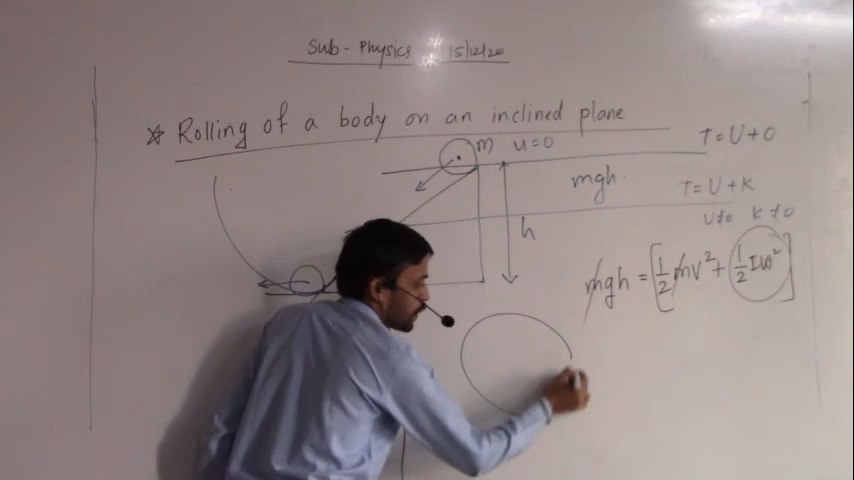 Sub - Physics 15/12/20
* Rolling of a body on an inclined plane
m u=0
T=U+0
mgh
T=U+K
U≠0 K≠0
h
mgh = [1/2 mv² + 1/2 Iω²]